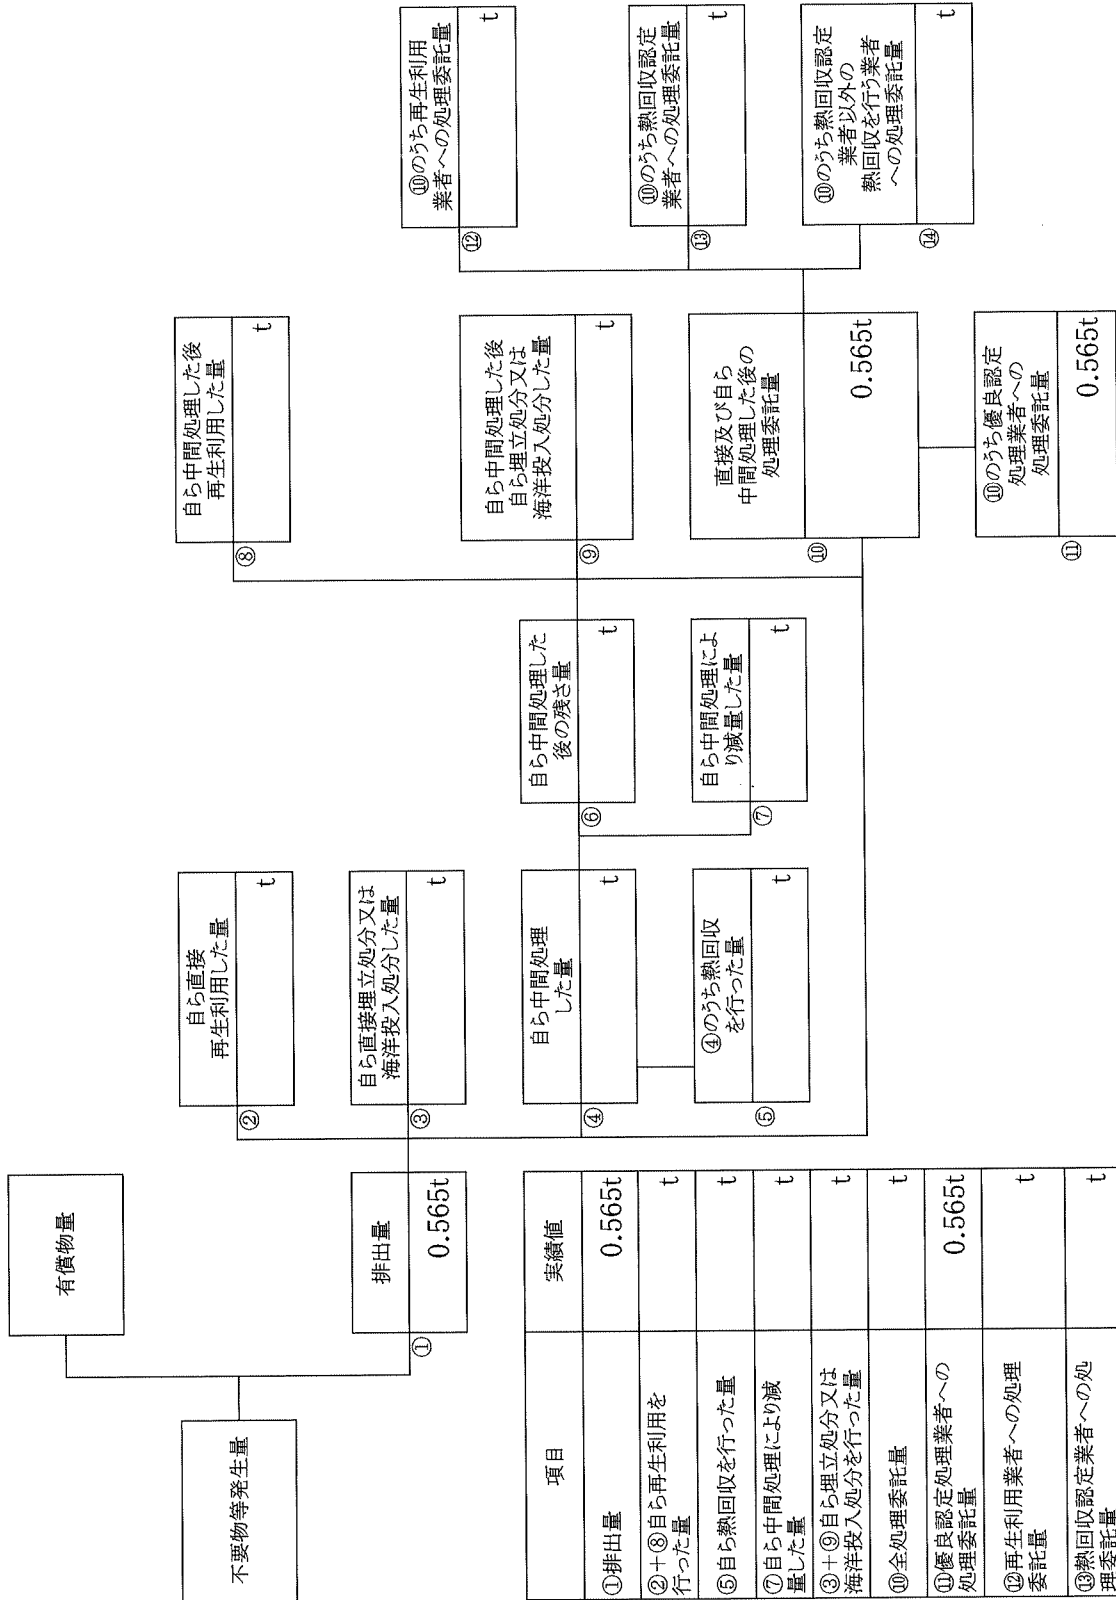 不要物等発生量
有償物量
排出量
①
0.565t
自ら直接
再生利用した量
②
t
自ら直接埋立処分又は
海洋投入処分した量
③
t
自ら中間処理
した量
④
t
④のうち熱回収
を行った量
⑤
t
自ら中間処理した
後の残さ量
⑥
t
自ら中間処理によ
り減量した量
⑦
t
自ら中間処理した後
再生利用した量
⑧
t
自ら中間処理した後
自ら埋立処分又は
海洋投入処分した量
⑨
t
直接及び自ら
中間処理した後の
処理委託量
⑩
0.565t
⑩のうち優良認定
処理業者への
処理委託量
⑪
0.565t
⑩のうち再生利用
業者への処理委託量
⑫
t
⑩のうち熱回収認定
業者への処理委託量
⑬
t
⑩のうち熱回収認定
業者以外の
熱回収を行う業者
への処理委託量
⑭
t
項目 実績値
①排出量 0.565t
②+⑧自ら再生利用を
行った量 t
⑤自ら熱回収を行った量 t
⑦自ら中間処理により減
量した量 t
③+⑨自ら埋立処分又は
海洋投入処分を行った量 t
⑩全処理委託量 t
⑪優良認定処理業者への
処理委託量 0.565t
⑫再生利用業者への処理
委託量 t
⑬熱回収認定業者への処
理委託量 t